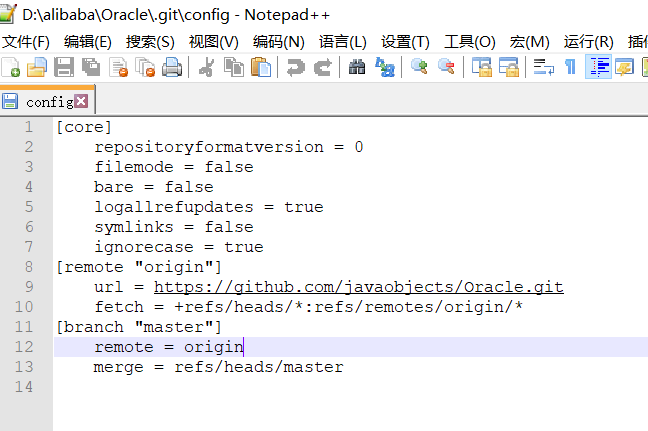 D:\alibaba\Oracle\.git\config - Notepad++
文件(F) 编辑(E) 搜索(S) 视图(V) 编码(N) 语言(L) 设置(T) 工具(O) 宏(M) 运行(R)
config
1 [core]
2 repositoryformatversion = 0
3 filemode = false
4 bare = false
5 logallrefupdates = true
6 symlinks = false
7 ignorecase = true
8 [remote "origin"]
9 url = https://github.com/javaobjects/Oracle.git
10 fetch = +refs/heads/*:refs/remotes/origin/*
11 [branch "master"]
12 remote = origin
13 merge = refs/heads/master
14